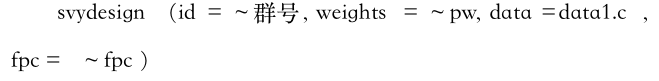 svydesign （id = ~群号, weights = ~pw, data =data1.c ,
fpc = ~fpc ）